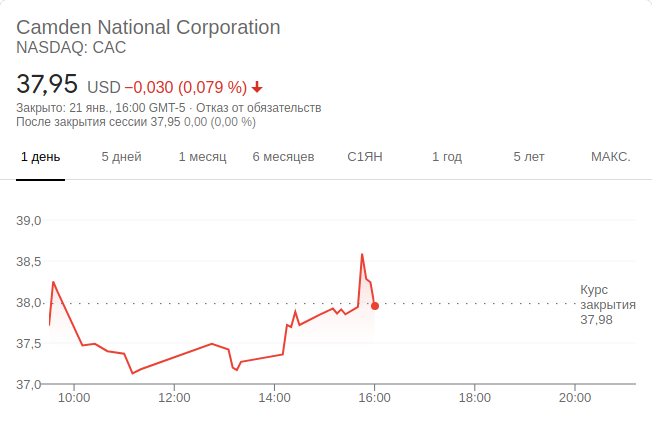 Camden National Corporation
NASDAQ: CAC
37,95 USD −0,030 (0,079 %)
Закрыто: 21 янв., 16:00 GMT-5 · Отказ от обязательств
После закрытия сессии 37,95 0,00 (0,00 %)
1 день 5 дней 1 месяц 6 месяцев С1ЯН 1 год 5 лет МАКС.
39,0
38,5
38,0
37,5
37,0
Курс
закрытия
37,98
10:00 12:00 14:00 16:00 18:00 20:00